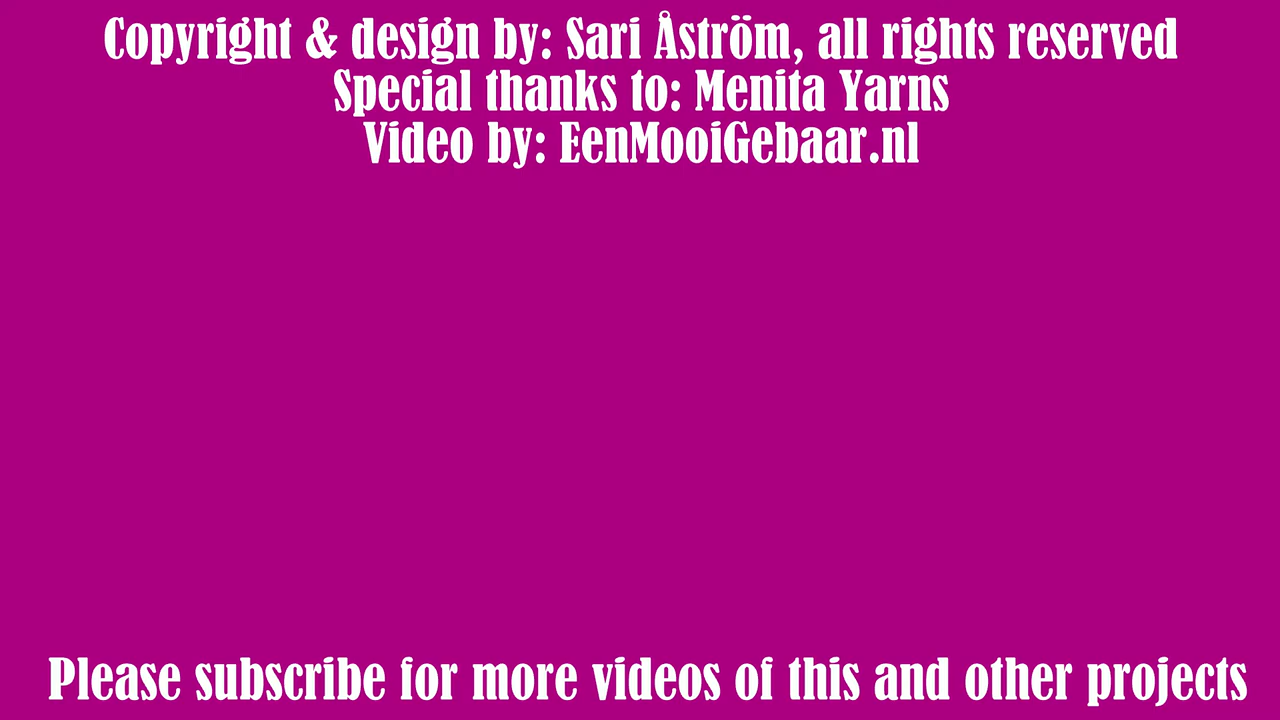 Copyright & design by: Sari Åström, all rights reserved
Special thanks to: Menita Yarns
Video by: EenMooiGebaar.nl
Please subscribe for more videos of this and other projects